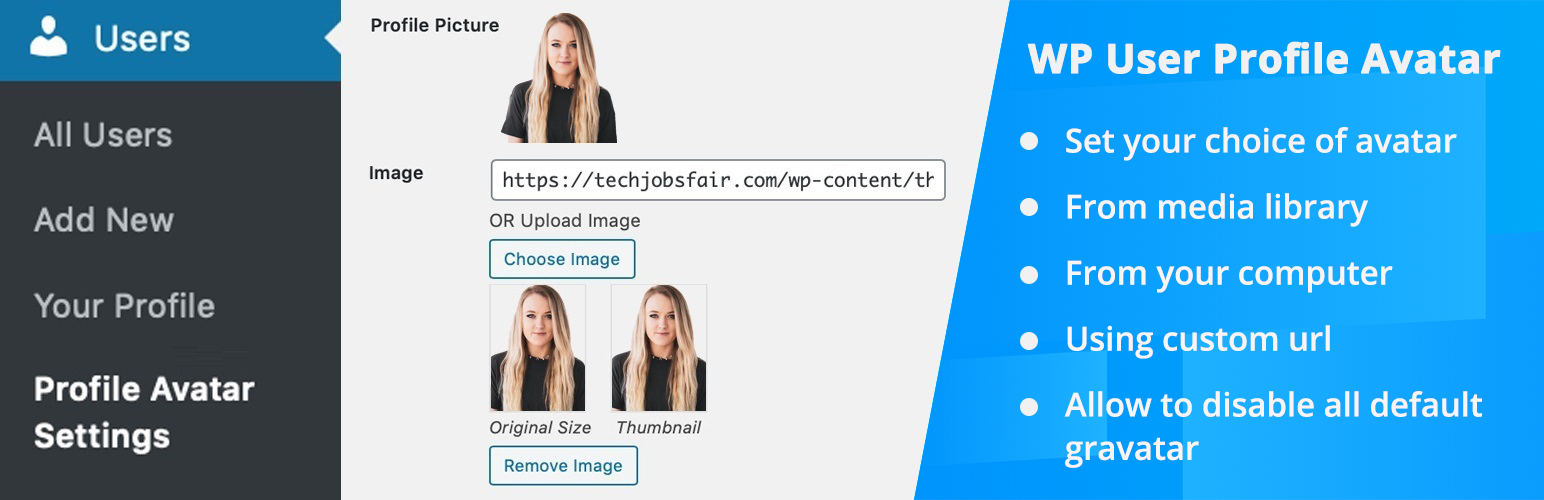 Users
All Users
Add New
Your Profile
Profile Avatar
Settings
Profile Picture
Image
https://techjobsfair.com/wp-content/th
OR Upload Image
Choose Image
Original Size
Thumbnail
Remove Image
WP User Profile Avatar
Set your choice of avatar
From media library
From your computer
Using custom url
Allow to disable all default
gravatar